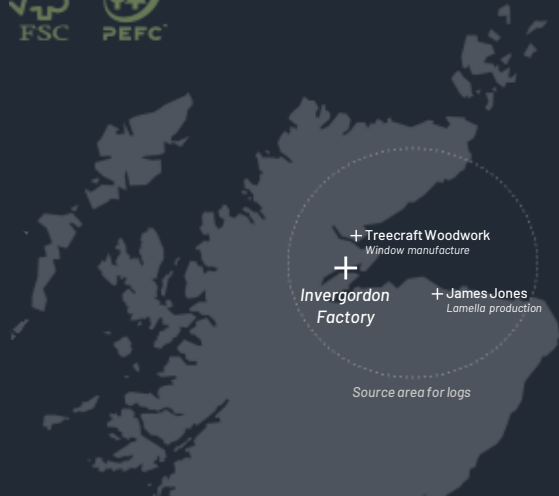 FSC
PEFC
Treecraft Woodwork
Window manufacture
Invergordon
Factory
James Jones
Lamella production
Source area for logs